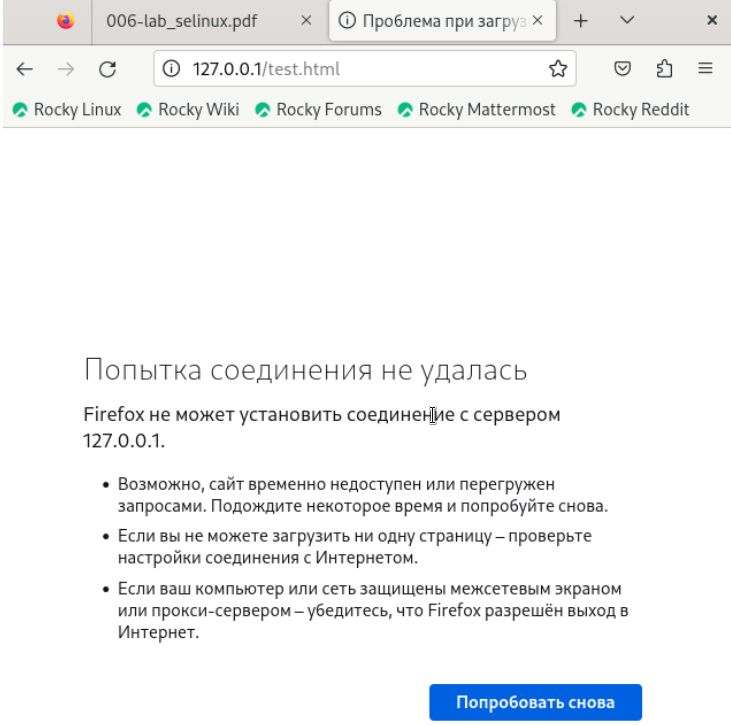 006-lab_selinux.pdf
Проблема при загруз
127.0.0.1/test.html
Rocky Linux
Rocky Wiki
Rocky Forums
Rocky Mattermost
Rocky Reddit
Попытка соединения не удалась
Firefox не может установить соединение с сервером
127.0.0.1.
Возможно, сайт временно недоступен или перегружен
запросами. Подождите некоторое время и попробуйте снова.
Если вы не можете загрузить ни одну страницу – проверьте
настройки соединения с Интернетом.
Если ваш компьютер или сеть защищены межсетевым экраном
или прокси-сервером – убедитесь, что Firefox разрешён выход в
Интернет.
Попробовать снова